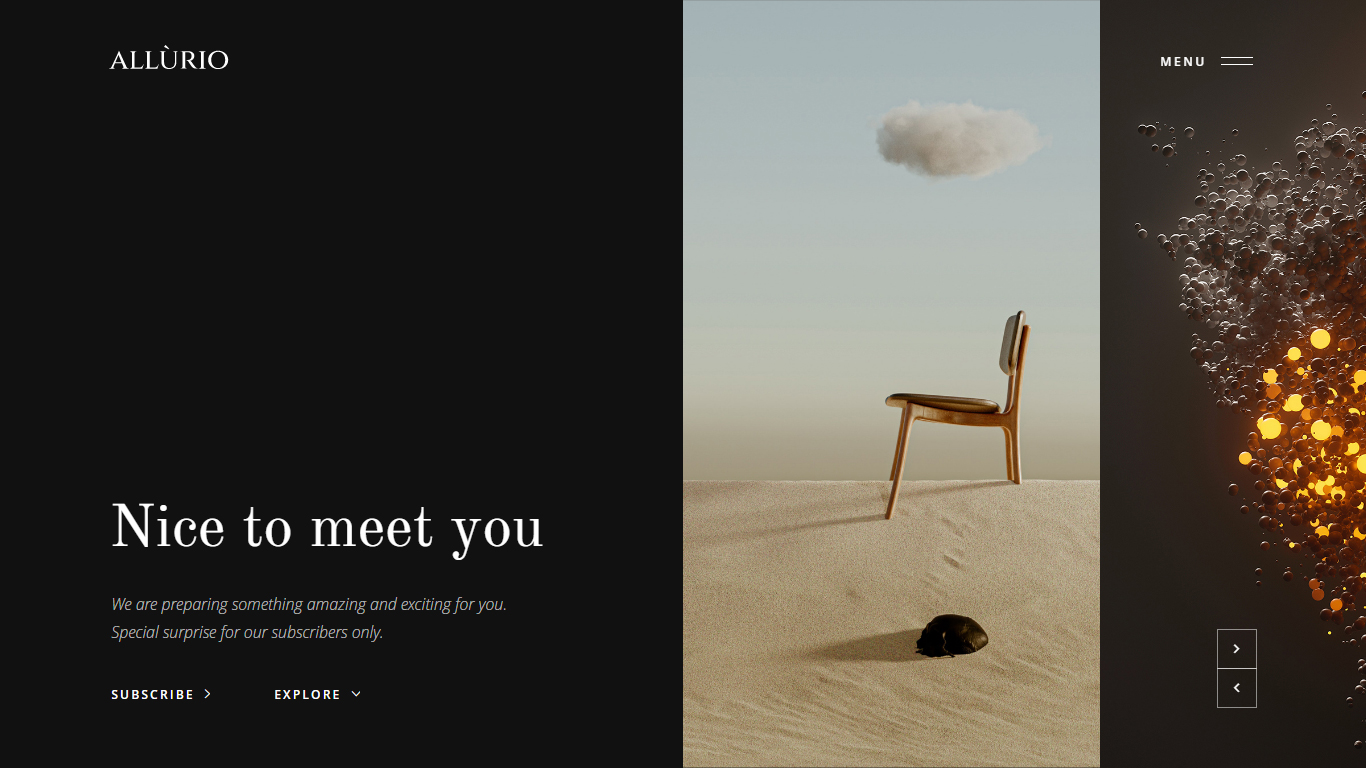 ALLÙRIO
MENU
Nice to meet you
We are preparing something amazing and exciting for you.
Special surprise for our subscribers only.
SUBSCRIBE
EXPLORE